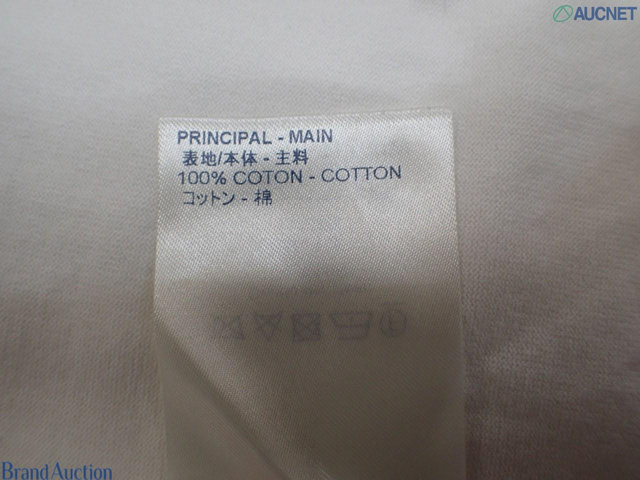 AUCNET
PRINCIPAL - MAIN
表地/本体 - 主料
100% COTON - COTTON
コットン - 棉
Brand Auction